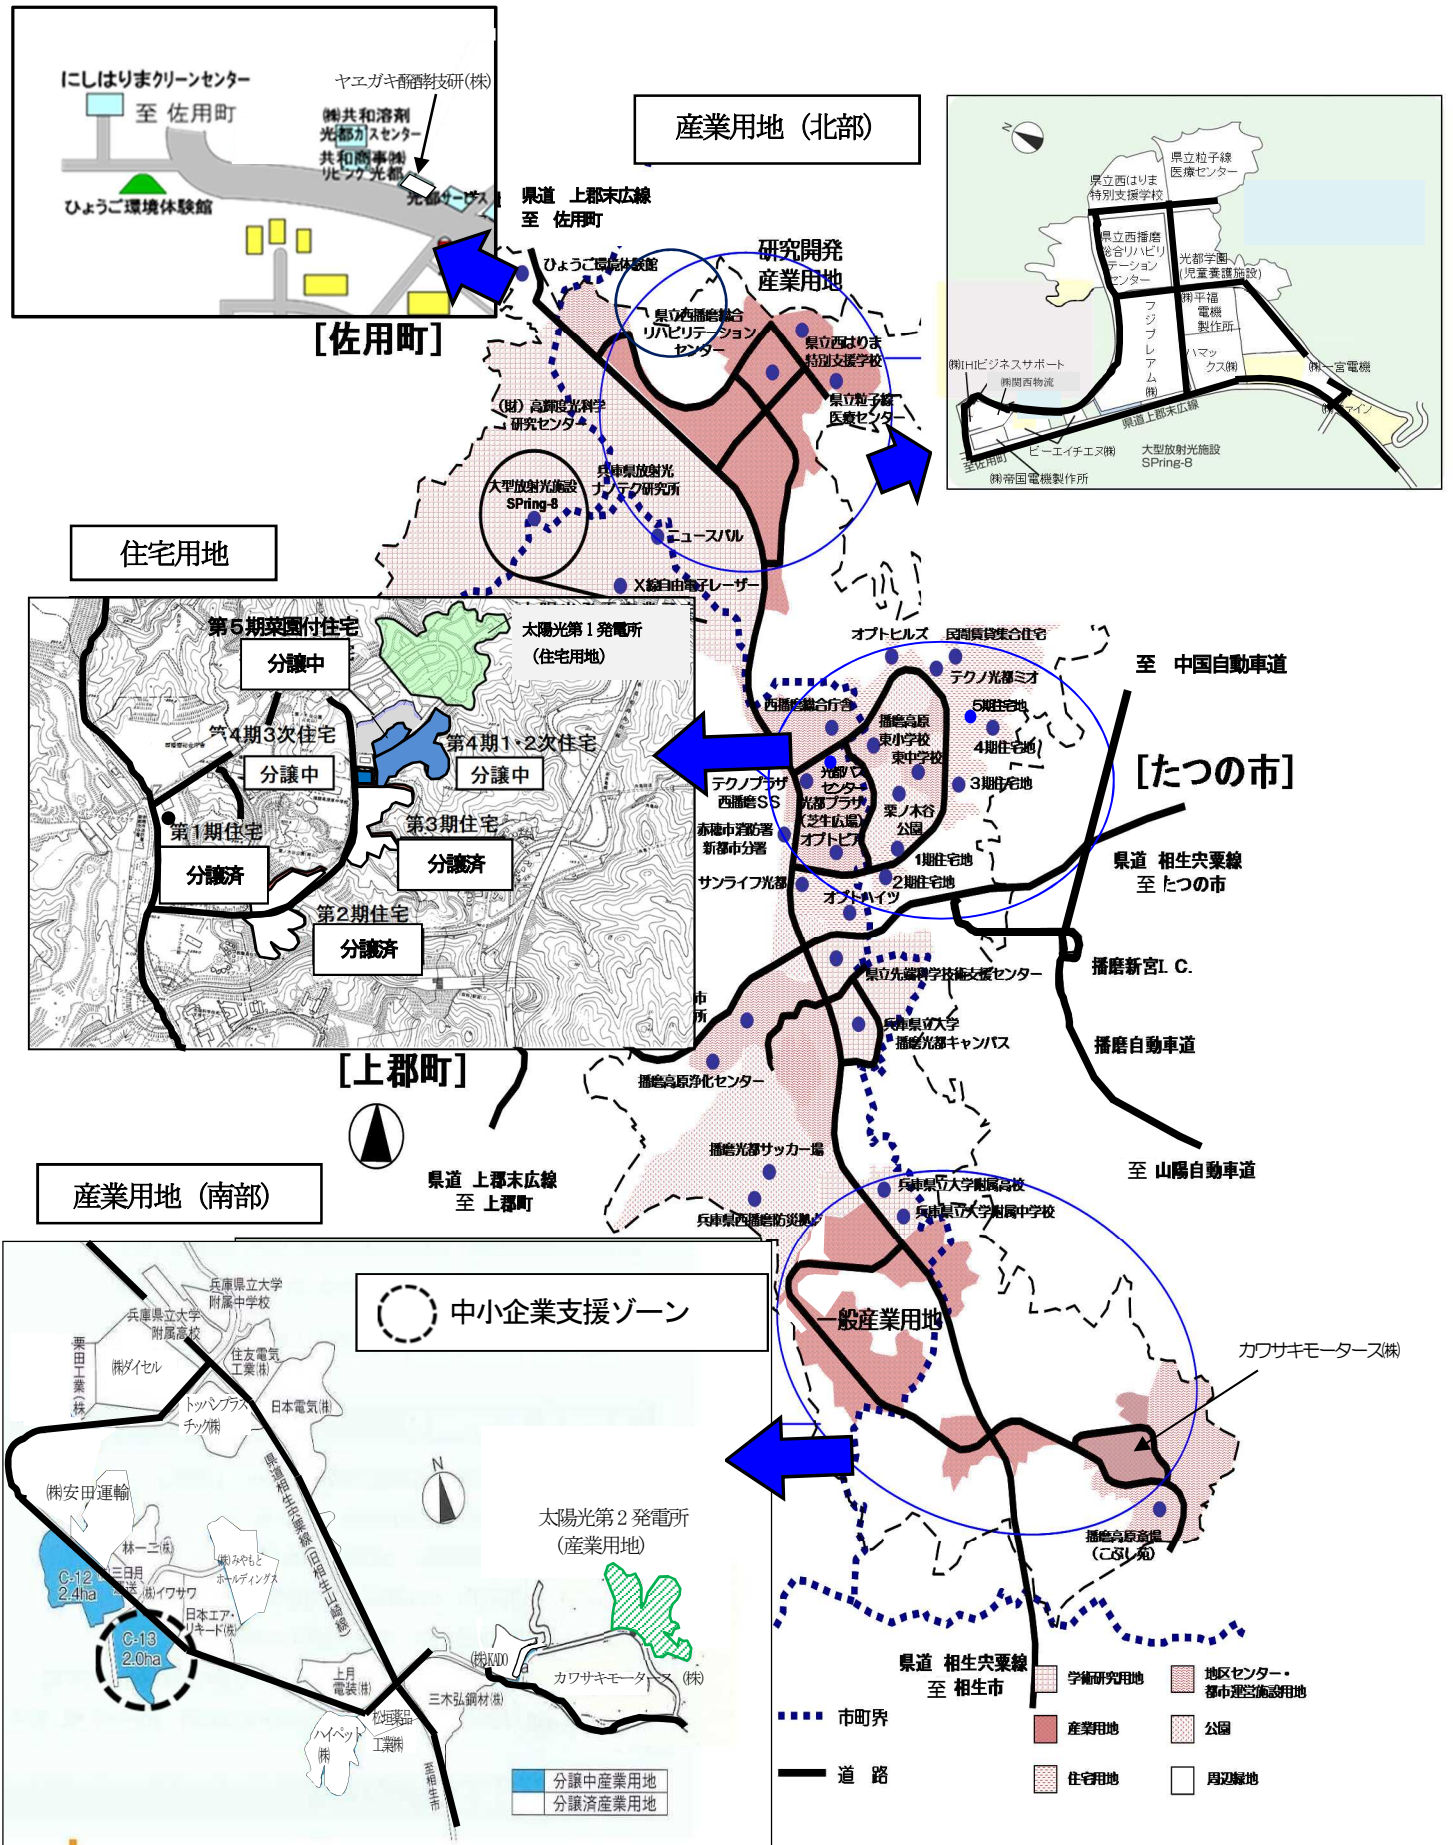 にしはりまクリーンセンター
至 佐用町
ヤヱガキ醗酵技研(株)
㈱共和溶剤
光都ガスセンター
共和商事㈱
リビング光都
光都サービス
ひょうご環境体験館
[佐用町]
産業用地（北部）
県道 上郡末広線
至 佐用町
ひょうご環境体験館
研究開発
産業用地
県立西播磨総合
リハビリテーション
センター
県立西はりま
特別支援学校
県立粒子線
医療センター
（財）高輝度光科学
研究センター
大型放射光施設
SPring-8
兵庫県放射光
ナノテク研究所
ニュースバル
X線自由電子レーザー
N
県立粒子線
医療センター
県立西はりま
特別支援学校
県立西播磨
総合リハビリ
テーション
センター
光都学園
(児童養護施設)
㈱平福
電機
製作所
フジプレアム㈱
ハマッ
クス㈱
㈱IHIビジネスサポート
㈱関西物流
㈱一宮電機
県道上郡末広線
ビーエイチエヌ㈱
大型放射光施設
SPring-8
至佐用町
㈱帝国電機製作所
住宅用地
第5期菜園付住宅
分譲中
太陽光第1発電所
（住宅用地）
第4期3次住宅
分譲中
第4期1・2次住宅
分譲中
第1期住宅
分譲済
第3期住宅
分譲済
第2期住宅
分譲済
[上郡町]
オプトヒルズ
民間賃貸集合住宅
テクノ光都ミオ
西播磨総合庁舎
5期住宅地
4期住宅地
播磨高原
東小学校
東中学校
3期住宅地
光都バス
センター
テクノプラザ
西播磨SS
光都プラザ
（芝生広場）
栗ノ木谷
公園
赤穂市消防署
新都市分署
オプトピア
1期住宅地
サンライフ光都
2期住宅地
オプトハイツ
至 中国自動車道
[たつの市]
県道 相生宍粟線
至 たつの市
播磨新宮I. C.
播磨自動車道
至 山陽自動車道
県立先端科学技術支援センター
市
所
兵庫県立大学
播磨光都キャンパス
播磨高原浄化センター
播磨光都サッカー場
県道 上郡末広線
至 上郡町
兵庫県西播磨防災拠点
兵庫県立大学附属高校
兵庫県立大学附属中学校
一般産業用地
カワサキモータース㈱
播磨高原斎場
（こぶし苑）
県道 相生宍粟線
至 相生市
産業用地（南部）
中小企業支援ゾーン
兵庫県立大学
附属中学校
兵庫県立大学
附属高校
栗田工業(株)
㈱ダイセル
住友電気
工業㈱
トッパンプラス
チック㈱
日本電気㈱
県道相生宍粟線(旧相生山崎線)
N
㈱安田運輸
林一二㈱
㈱みやもと
ホールディングス
C-12
2.4ha
三日月
㈱イワサワ
日本エア・
リキード㈱
C-13
2.0ha
太陽光第2発電所
（産業用地）
㈱KADO
カワサキモータース（株）
上月
電装㈱
三木弘鋼材㈱
松垣薬品
工業㈱
ハイペット
㈱
至相生市
分譲中産業用地
分譲済産業用地
市町界
道 路
学術研究用地
産業用地
住宅用地
地区センター・
都市運営施設用地
公園
周辺緑地